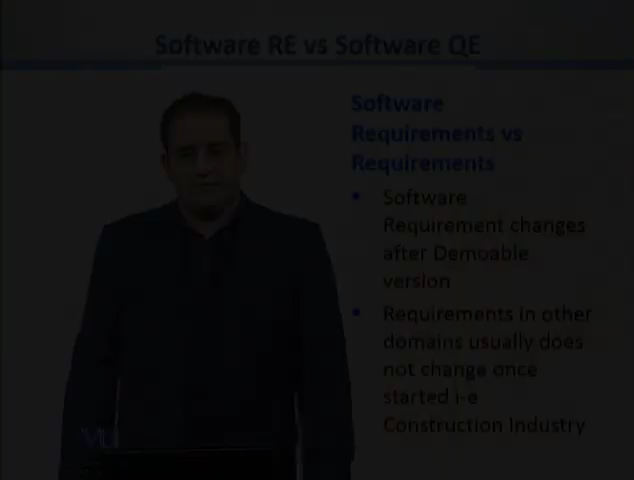 Software RE vs Software QE
Software
Requirements vs
Requirements
• Software
Requirement changes
after Demoable
version
• Requirements in other
domains usually does
not change once
started i-e
Construction Industry
VU